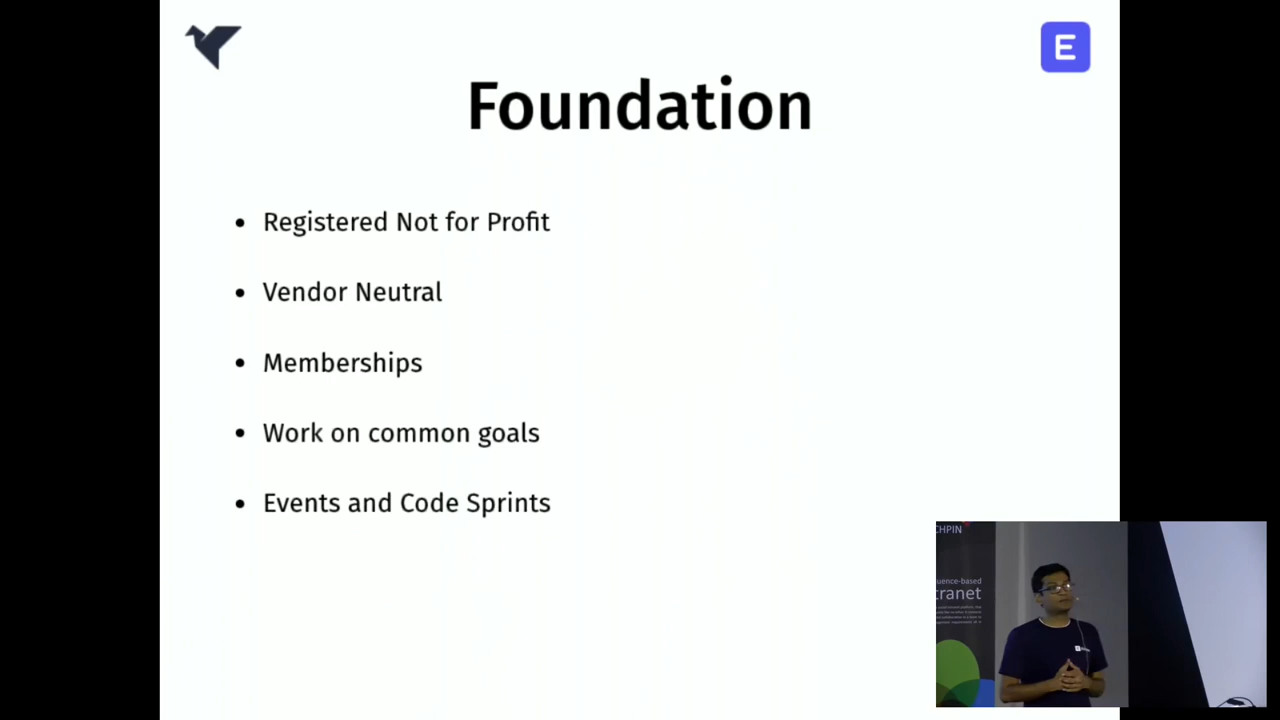 E
Foundation
• Registered Not for Profit
• Vendor Neutral
• Memberships
• Work on common goals
• Events and Code Sprints
CHPIN
uence-based
tranet